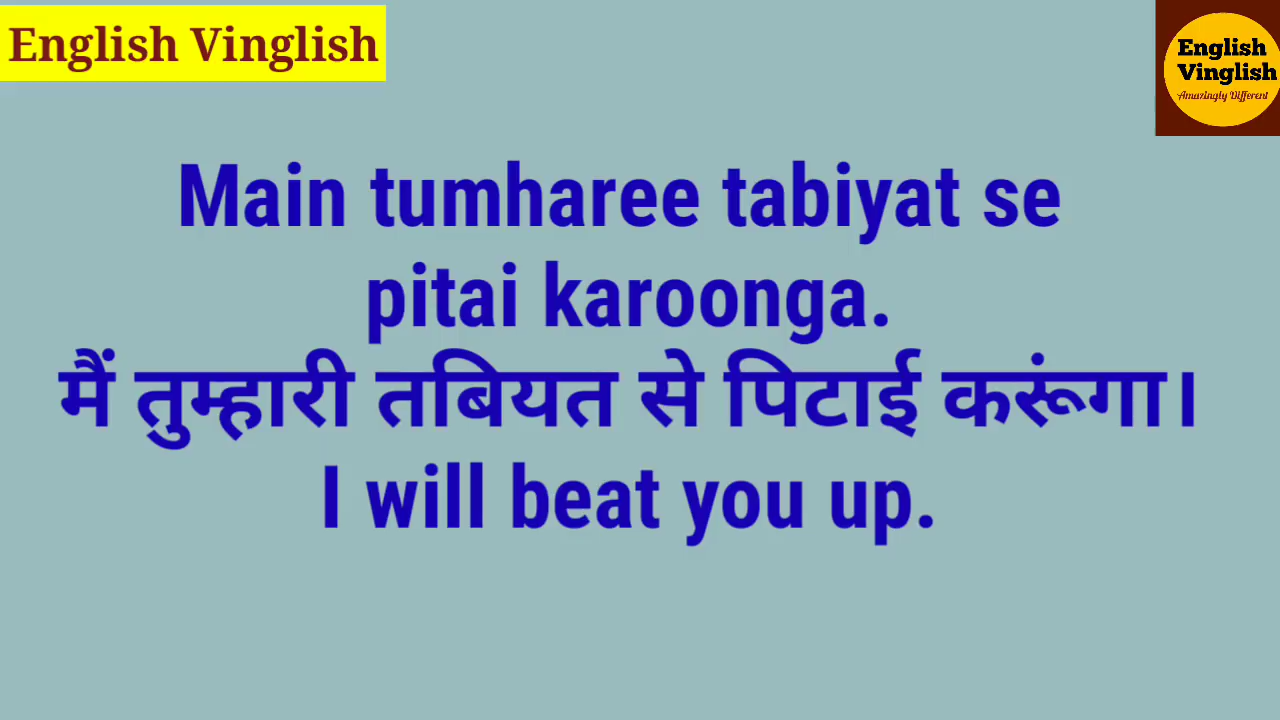 English Vinglish
English
Vinglish
Amazingly Different
Main tumharee tabiyat se
pitai karoonga.
मैं तुम्हारी तबियत से पिटाई करूंगा।
I will beat you up.